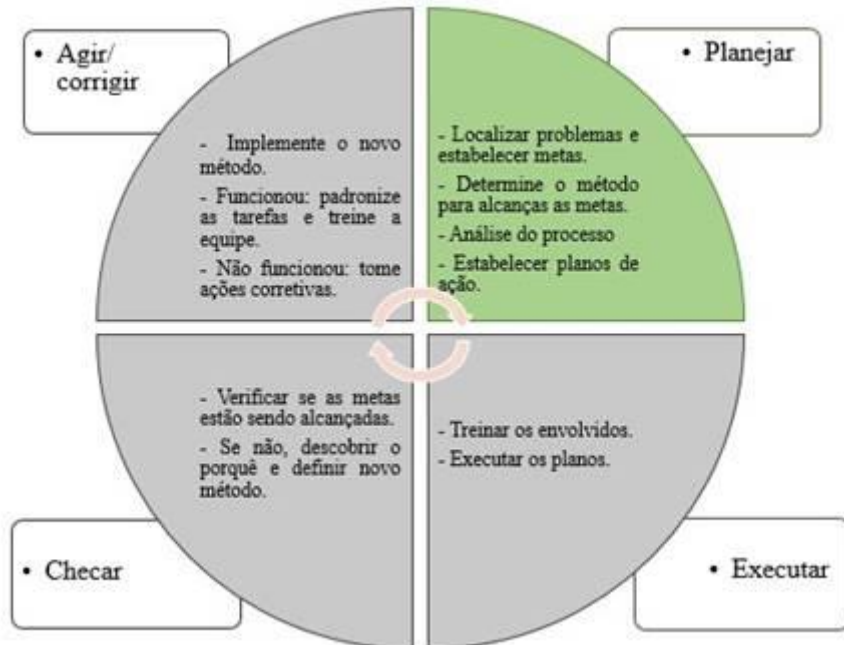 • Agir/
corrigir
- Implemente o novo
método.
- Funcionou: padronize
as tarefas e treine a
equipe.
- Não funcionou: tome
ações corretivas.
• Planejar
- Localizar problemas e
estabelecer metas.
- Determine o método
para alcanças as metas.
- Análise do processo
- Estabelecer planos de
ação.
- Verificar se as metas
estão sendo alcançadas.
- Se não, descobrir o
porquê e definir novo
método.
• Checar
- Treinar os envolvidos.
- Executar os planos.
• Executar